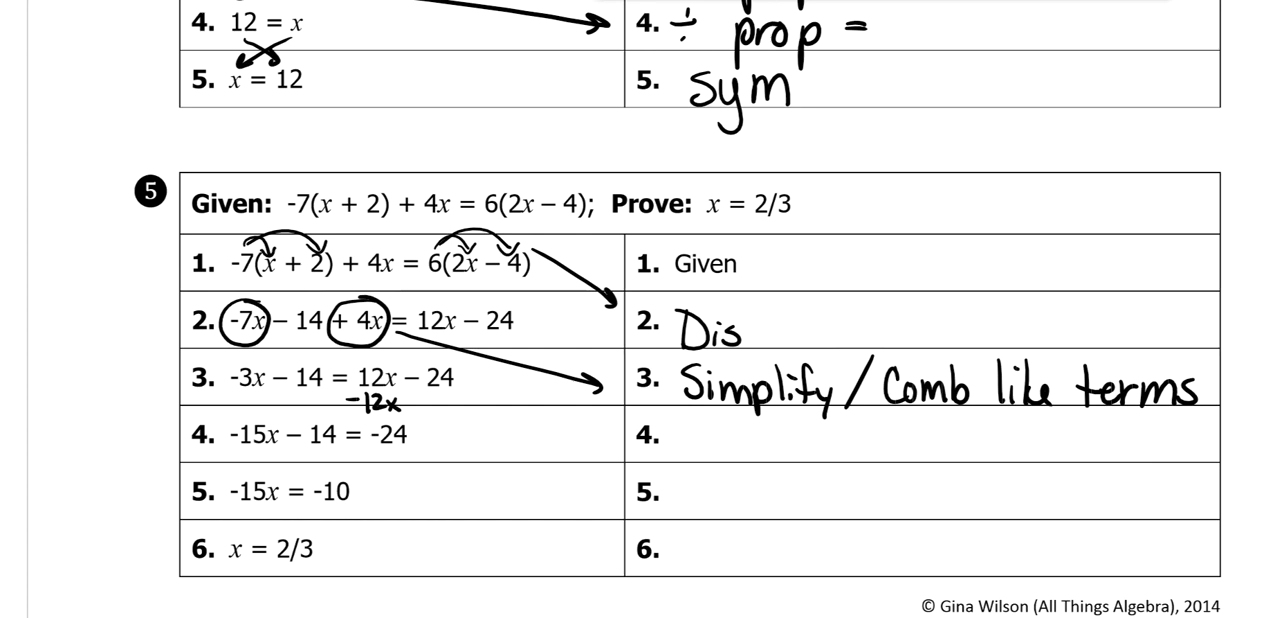 4. 12 = x
4. ÷ prop =
5. x = 12
5. sym
5
Given: -7(x + 2) + 4x = 6(2x – 4); Prove: x = 2/3
1. -7(x + 2) + 4x = 6(2x – 4)
1. Given
2. -7x – 14 + 4x = 12x – 24
2. Dis
3. -3x – 14 = 12x – 24
-12x
3. Simplify / Comb like terms
4. -15x – 14 = -24
4.
5. -15x = -10
5.
6. x = 2/3
6.
© Gina Wilson (All Things Algebra), 2014